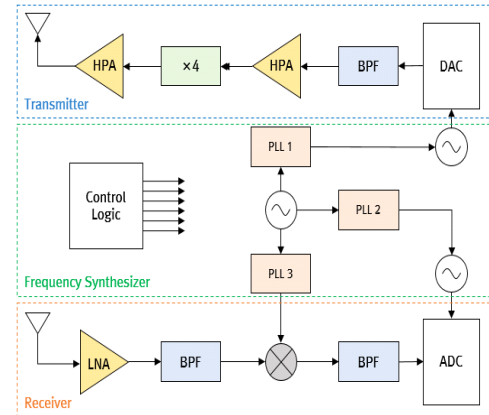 HPA
×4
HPA
BPF
DAC
Transmitter
PLL 1
Control
Logic
PLL 2
PLL 3
Frequency Synthesizer
LNA
BPF
BPF
ADC
Receiver